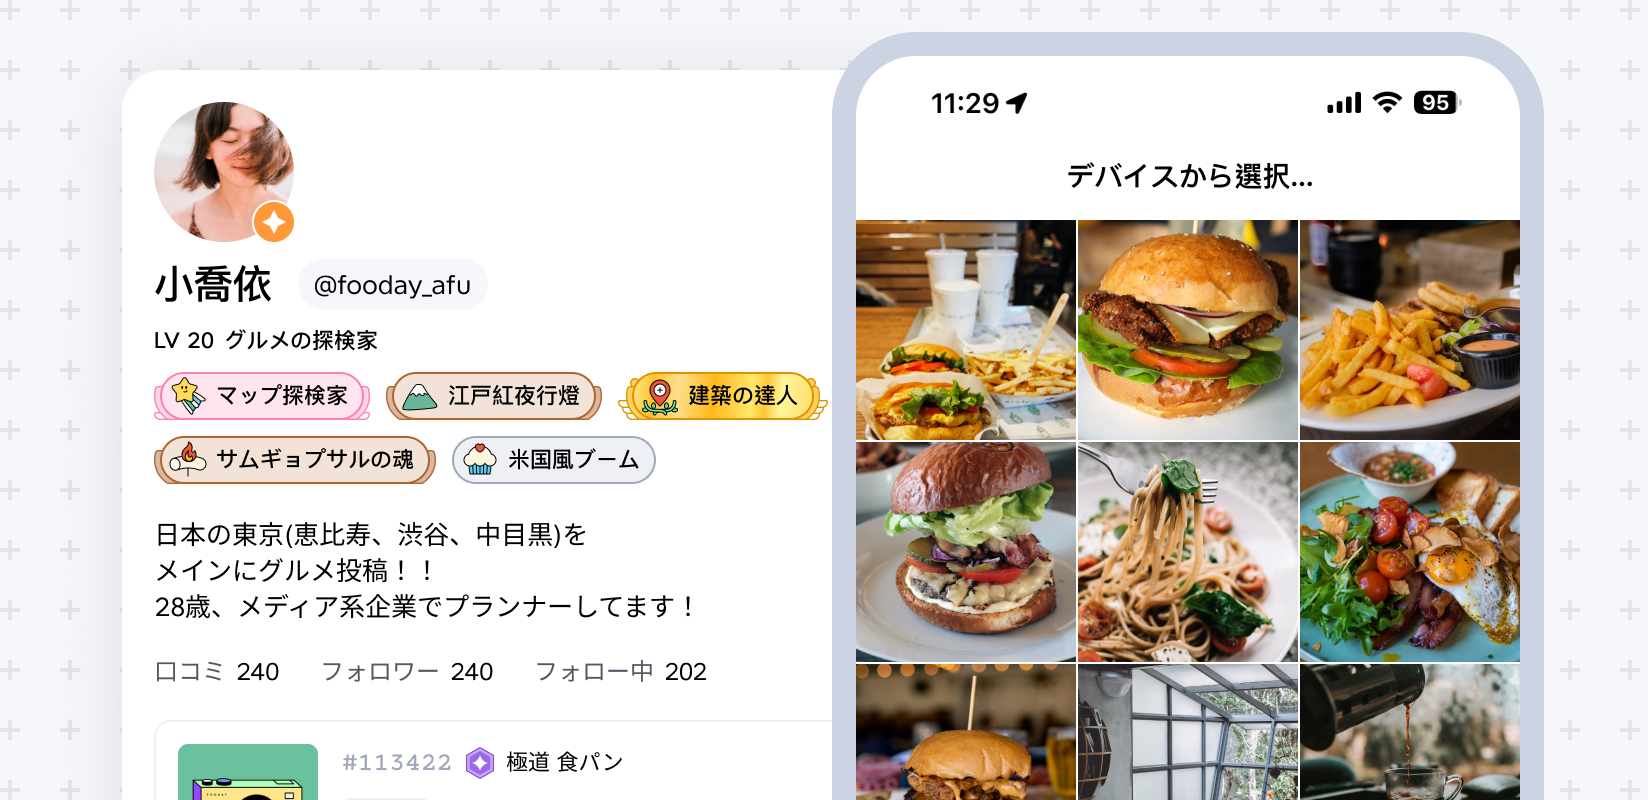 小喬依 @fooday_afu
LV 20 グルメの探検家
マップ探検家 江戸紅夜行燈 建築の達人
サムギョプサルの魂 米国風ブーム
日本の東京(恵比寿、渋谷、中目黒)を
メインにグルメ投稿！！
28歳、メディア系企業でプランナーしてます！
口コミ 240 フォロワー 240 フォロー中 202
#113422 極道 食パン
FOODAY
11:29 95
デバイスから選択...